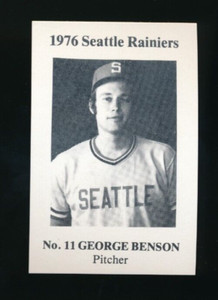 1976 Seattle Rainiers
S
SEATTLE
No. 11 GEORGE BENSON
Pitcher